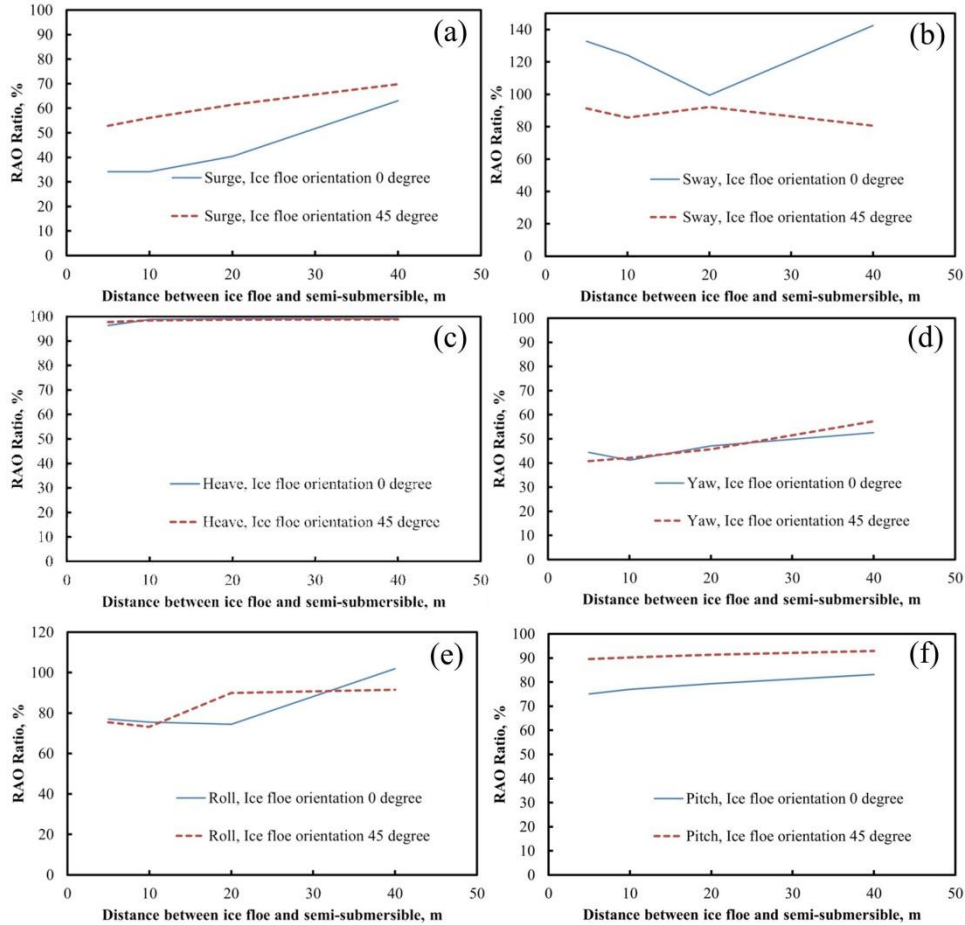 (a)
100
90
80
70
60
50
40
30
20
10
0
RAO Ratio, %
Surge, Ice floe orientation 0 degree
Surge, Ice floe orientation 45 degree
0 10 20 30 40 50
Distance between ice floe and semi-submersible, m
(b)
140
120
100
80
60
40
20
0
RAO Ratio, %
Sway, Ice floe orientation 0 degree
Sway, Ice floe orientation 45 degree
0 10 20 30 40 50
Distance between ice floe and semi-submersible, m
(c)
100
90
80
70
60
50
40
30
20
10
0
RAO Ratio, %
Heave, Ice floe orientation 0 degree
Heave, Ice floe orientation 45 degree
0 10 20 30 40 50
Distance between ice floe and semi-submersible, m
(d)
100
90
80
70
60
50
40
30
20
10
0
RAO Ratio, %
Yaw, Ice floe orientation 0 degree
Yaw, Ice floe orientation 45 degree
0 10 20 30 40 50
Distance between ice floe and semi-submersible, m
(e)
120
100
80
60
40
20
0
RAO Ratio, %
Roll, Ice floe orientation 0 degree
Roll, Ice floe orientation 45 degree
0 10 20 30 40 50
Distance between ice floe and semi-submersible, m
(f)
100
90
80
70
60
50
40
30
20
10
0
RAO Ratio, %
Pitch, Ice floe orientation 0 degree
Pitch, Ice floe orientation 45 degree
0 10 20 30 40 50
Distance between ice floe and semi-submersible, m